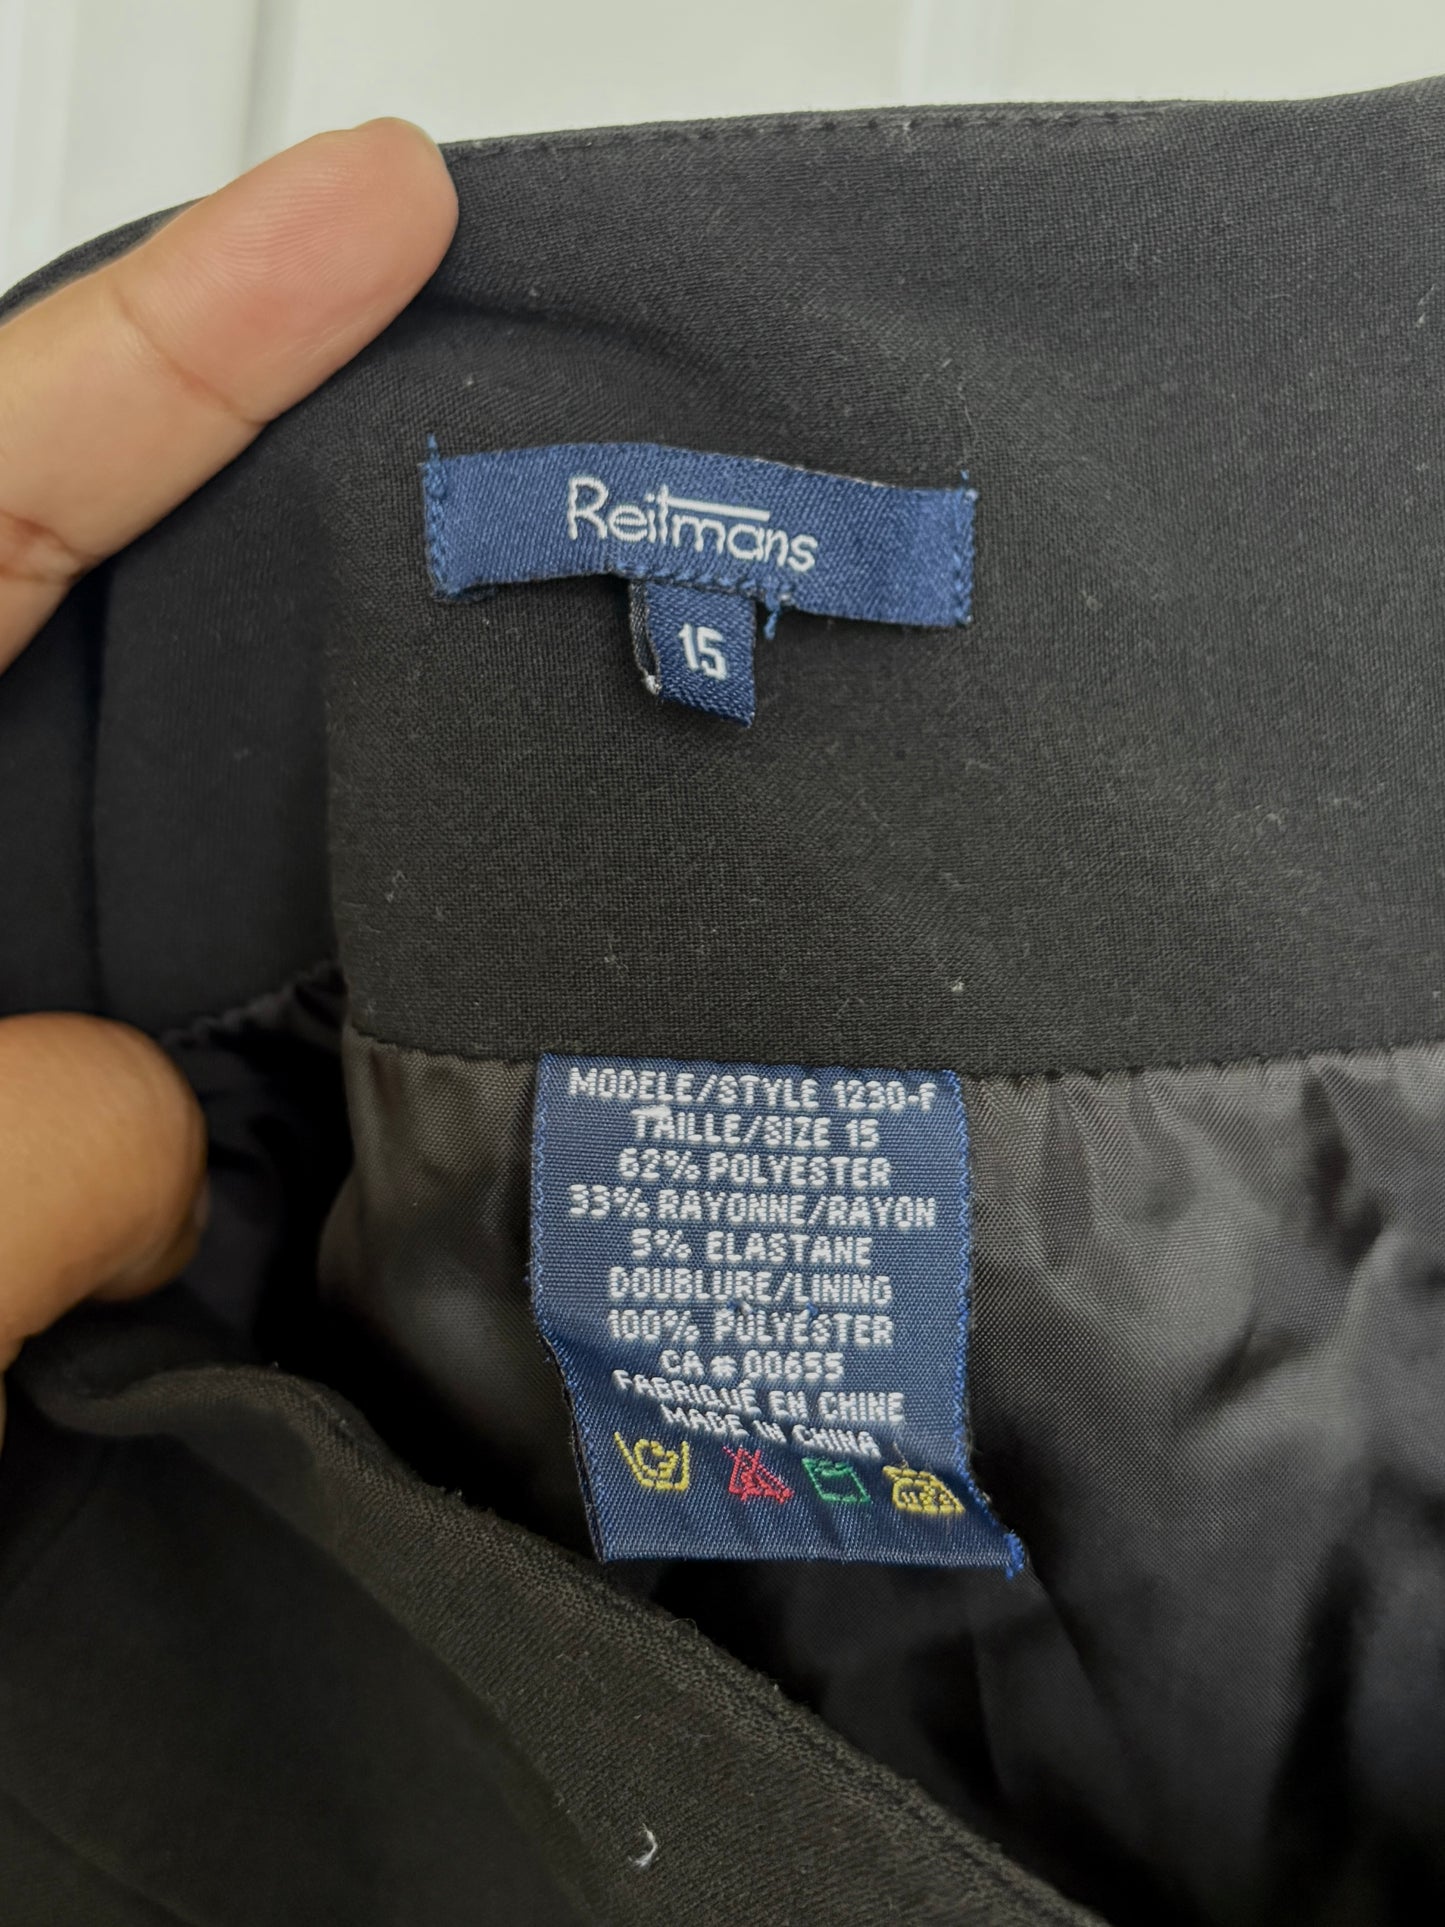 Reitmans
15
MODELE/STYLE 1230-F
TAILLE/SIZE 15
62% POLYESTER
33% RAYONNE/RAYON
5% ELASTANE
DOUBLURE/LINING
100% POLYESTER
CA # 00655
FABRIQUÉ EN CHINE
MADE IN CHINA